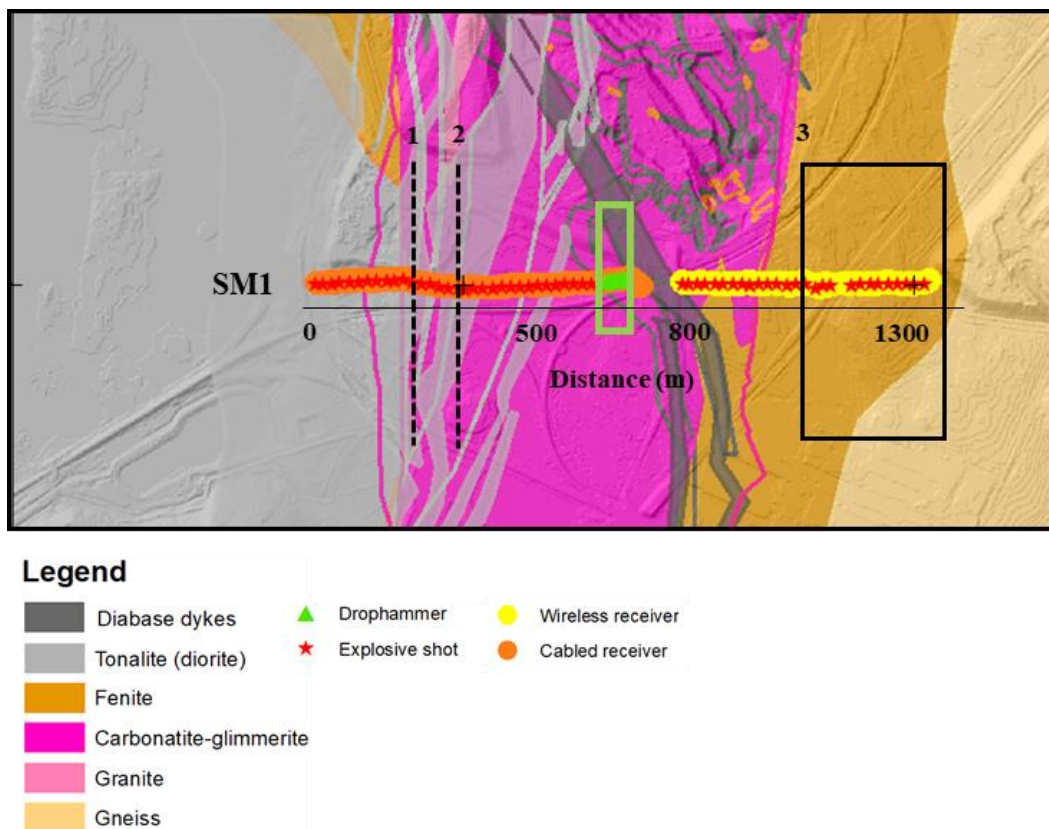 1
2
3
SM1
0
500
800
1300
Distance (m)
Legend
Diabase dykes
Tonalite (diorite)
Fenite
Carbonatite-glimmerite
Granite
Gneiss
Drophammer
Explosive shot
Wireless receiver
Cabled receiver